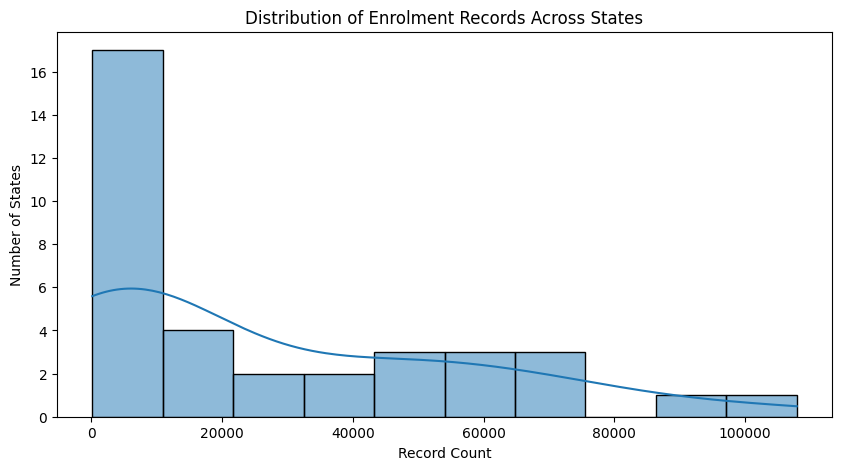 Distribution of Enrolment Records Across States
Number of States
16
14
12
10
8
6
4
2
0
0 20000 40000 60000 80000 100000
Record Count